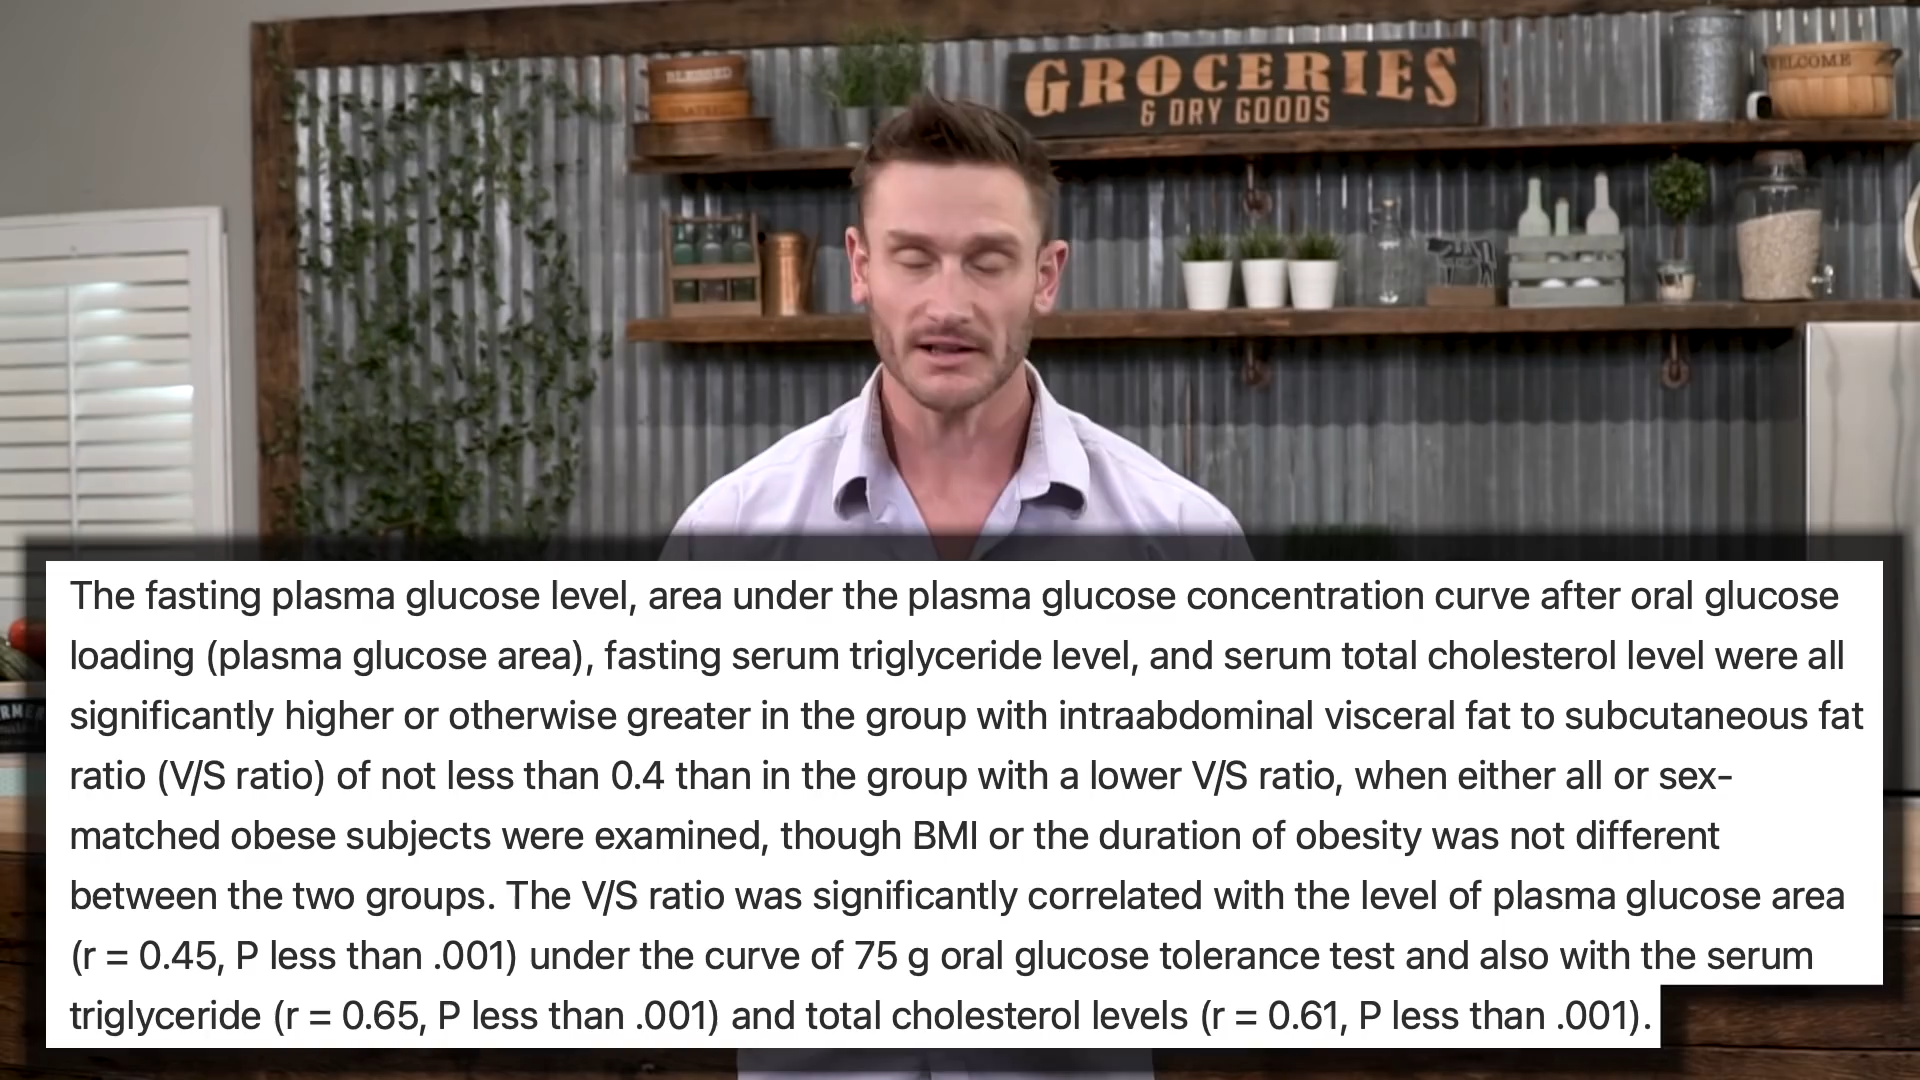 BLESSED
GROCERIES
& DRY GOODS
WELCOME
The fasting plasma glucose level, area under the plasma glucose concentration curve after oral glucose
loading (plasma glucose area), fasting serum triglyceride level, and serum total cholesterol level were all
significantly higher or otherwise greater in the group with intraabdominal visceral fat to subcutaneous fat
ratio (V/S ratio) of not less than 0.4 than in the group with a lower V/S ratio, when either all or sex-
matched obese subjects were examined, though BMI or the duration of obesity was not different
between the two groups. The V/S ratio was significantly correlated with the level of plasma glucose area
(r = 0.45, P less than .001) under the curve of 75 g oral glucose tolerance test and also with the serum
triglyceride (r = 0.65, P less than .001) and total cholesterol levels (r = 0.61, P less than .001).